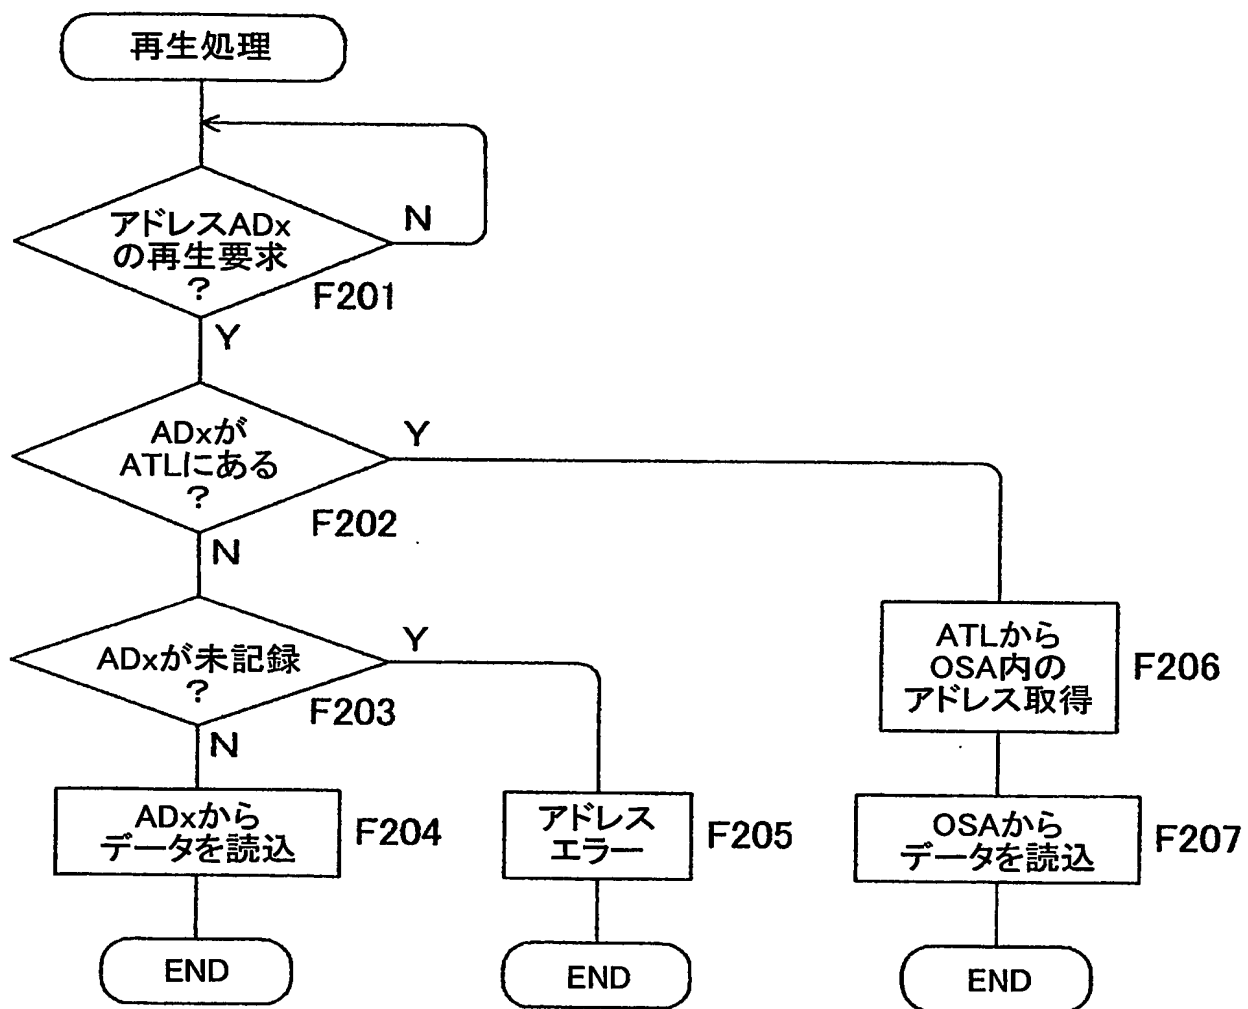 再生処理
アドレスADx
の再生要求
?
N
F201
Y
ADxが
ATLにある
?
Y
F202
N
ADxが未記録
?
Y
F203
N
ADxから
データを読込
F204
アドレス
エラー
F205
ATLから
OSA内の
アドレス取得
F206
OSAから
データを読込
F207
END
END
END